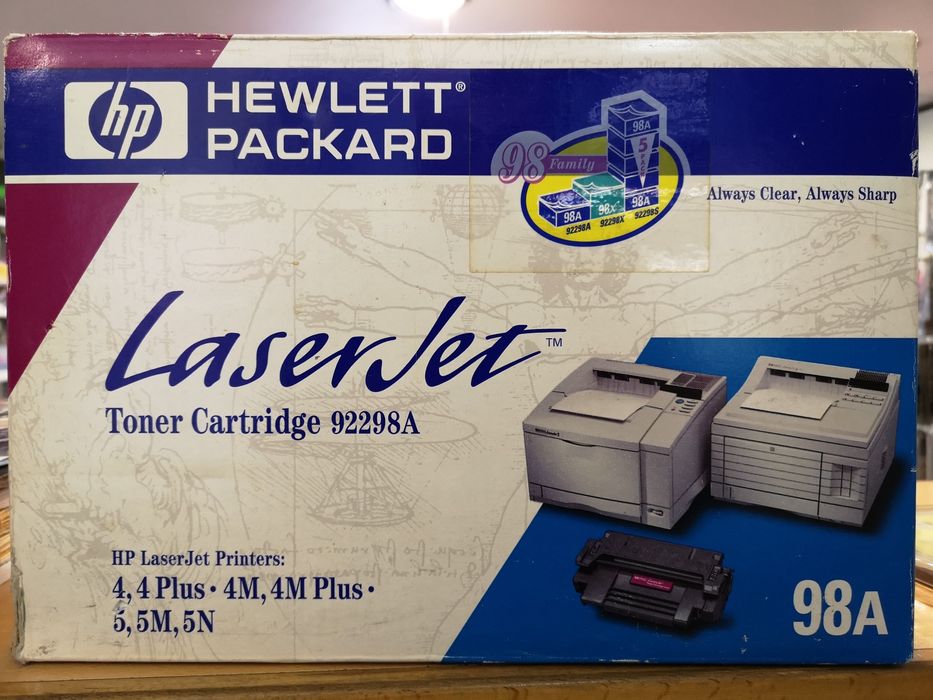 hp
HEWLETT®
PACKARD
98 Family
98A
5
98A
98X
98A
92298A
92298X
92298S
Always Clear, Always Sharp
LaserJet™
Toner Cartridge 92298A
HP LaserJet Printers:
4, 4 Plus • 4M, 4M Plus •
5, 5M, 5N
98A